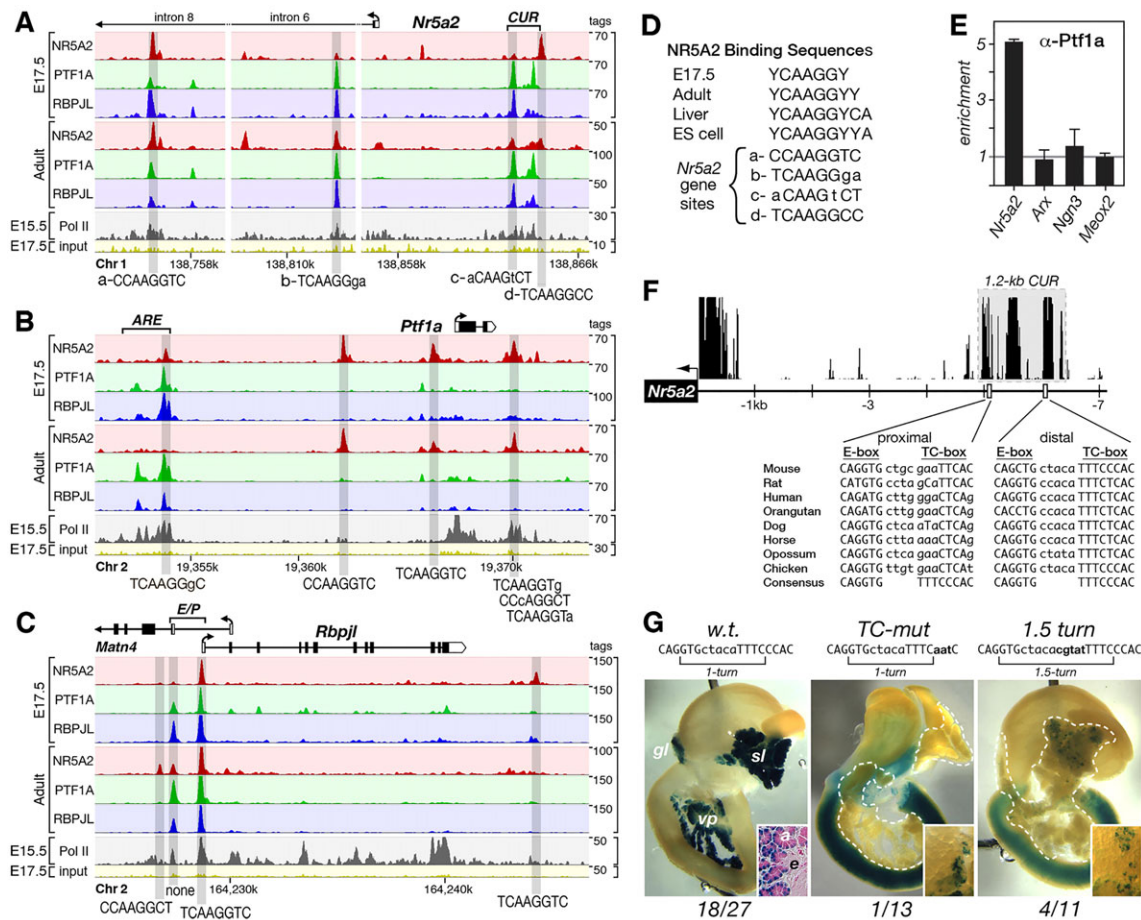 A
intron 8
intron 6
Nr5a2
CUR
tags
E17.5
NR5A2
70
PTF1A
70
RBPJL
70
Adult
NR5A2
50
PTF1A
100
RBPJL
50
E15.5 Pol II
30
E17.5 input
10
Chr 1
138,758k
138,810k
138,858k
138,866k
a-CCAAGGTC
b-TCAAGGga
c-aCAAGtCT
d-TCAAGGCC
B
ARE
Ptf1a
tags
E17.5
NR5A2
70
PTF1A
70
RBPJL
100
Adult
NR5A2
50
PTF1A
70
RBPJL
70
E15.5 Pol II
70
E17.5 input
30
Chr 2
19,355k
19,360k
19,370k
TCAAGGgC
CCAAGGTC
TCAAGGTC
TCAAGGTg
CCcAGGCT
TCAAGGTa
C
E/P
Matn4
Rbpjl
tags
E17.5
NR5A2
150
PTF1A
150
RBPJL
150
Adult
NR5A2
100
PTF1A
150
RBPJL
150
E15.5 Pol II
50
E17.5 input
50
Chr 2
none
164,230k
164,240k
CCAAGGCT
TCAAGGTC
TCAAGGTC
D
NR5A2 Binding Sequences
E17.5 YCAAGGY
Adult YCAAGGYY
Liver YCAAGGYCA
ES cell YCAAGGYYA
Nr5a2 gene sites
a- CCAAGGTC
b- TCAAGGga
c- aCAAGtCT
d- TCAAGGCC
E
α-Ptf1a
enrichment
5
3
1
Nr5a2
Arx
Ngn3
Meox2
F
1.2-kb CUR
Nr5a2
-1kb
-3
-7
proximal
distal
E-box TC-box E-box TC-box
Mouse CAGGTG ctgc gaaTTCAC CAGCTG ctaca TTTCCCAC
Rat CATGTG ccta gCaTTCAC CAGGTG ccaca TTTCTCAC
Human CAGATG cttg ggaCTCAg CAGGTG ccaca TTTCTCAC
Orangutan CAGATG cttg ggaCTCAg CACCTG ccaca TTTCTCAC
Dog CAGGTG ctca aTaCTCAg CAGGTG ccaca TTTCTCAC
Horse CAGGTG ctca aaaCTCAg CAGGTG ccaca TTTCTCAC
Opossum CAGGTG ctca gaaCTCAg CAGGTG ctata TTTCTCAC
Chicken CAGGTG ttgt gaaCTCAt CAGGTG ccaca TTTCTCAC
Consensus CAGGTG TTTCCCAC CAGGTG TTTCCCAC
G
w.t.
CAGGTGctacaTTTCCCAC
1-turn
gl
sl
vp
a
e
18/27
TC-mut
CAGGTGctacaTTTCaatC
1-turn
1/13
1.5 turn
CAGGTGctacacgtatTTTCCCAC
1.5-turn
4/11